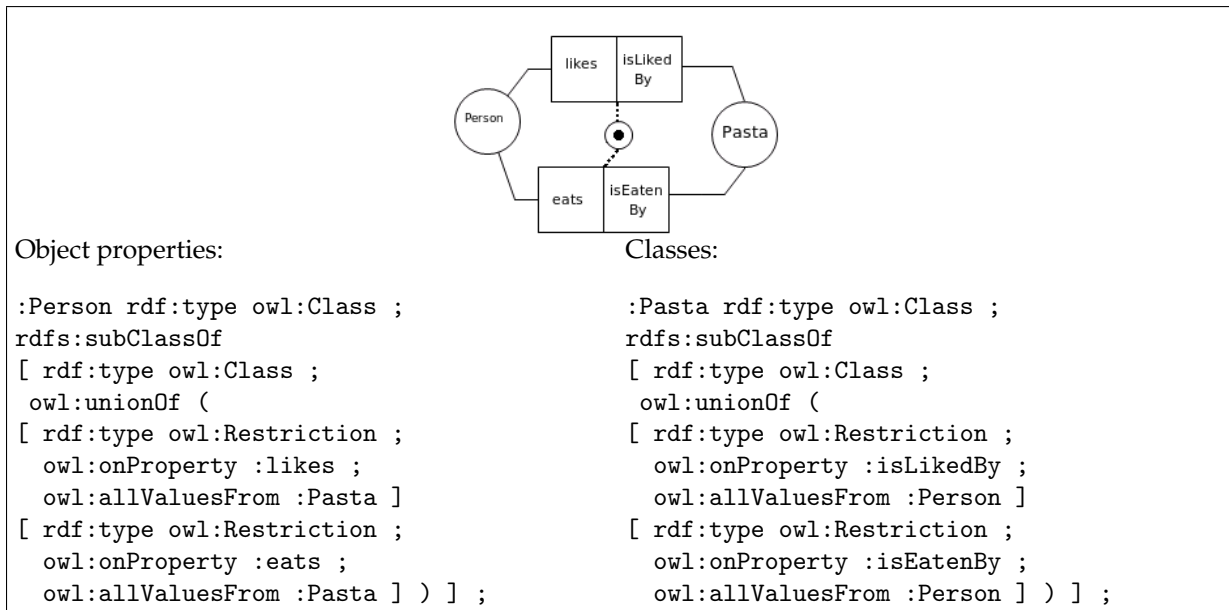 likes
isLiked
By
Person
Pasta
eats
isEaten
By
Object properties:
:Person rdf:type owl:Class ;
rdfs:subClassOf
[ rdf:type owl:Class ;
owl:unionOf (
[ rdf:type owl:Restriction ;
owl:onProperty :likes ;
owl:allValuesFrom :Pasta ]
[ rdf:type owl:Restriction ;
owl:onProperty :eats ;
owl:allValuesFrom :Pasta ] ) ] ;
Classes:
:Pasta rdf:type owl:Class ;
rdfs:subClassOf
[ rdf:type owl:Class ;
owl:unionOf (
[ rdf:type owl:Restriction ;
owl:onProperty :isLikedBy ;
owl:allValuesFrom :Person ]
[ rdf:type owl:Restriction ;
owl:onProperty :isEatenBy ;
owl:allValuesFrom :Person ] ) ] ;